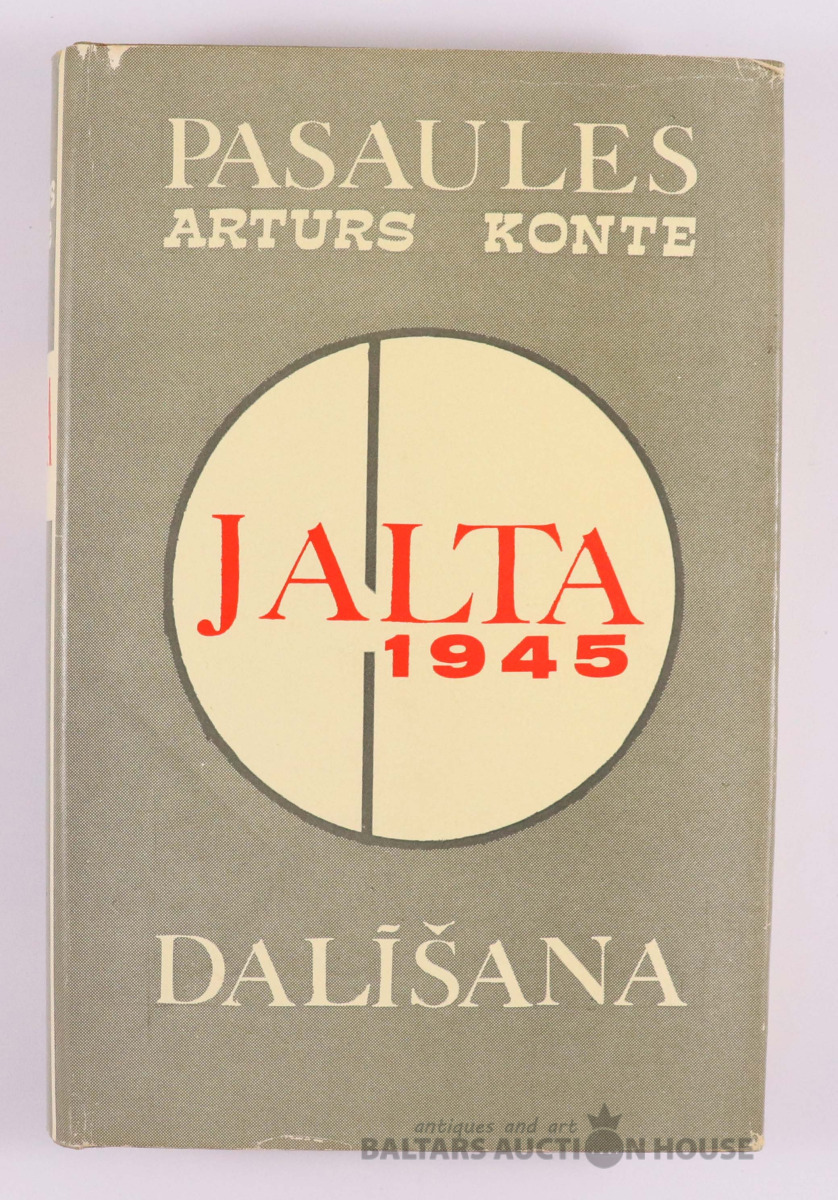 PASAULES
ARTURS KONTE
JALTA
1945
DALĪŠANA
antiques and art
BALTARS AUCTION HOUSE